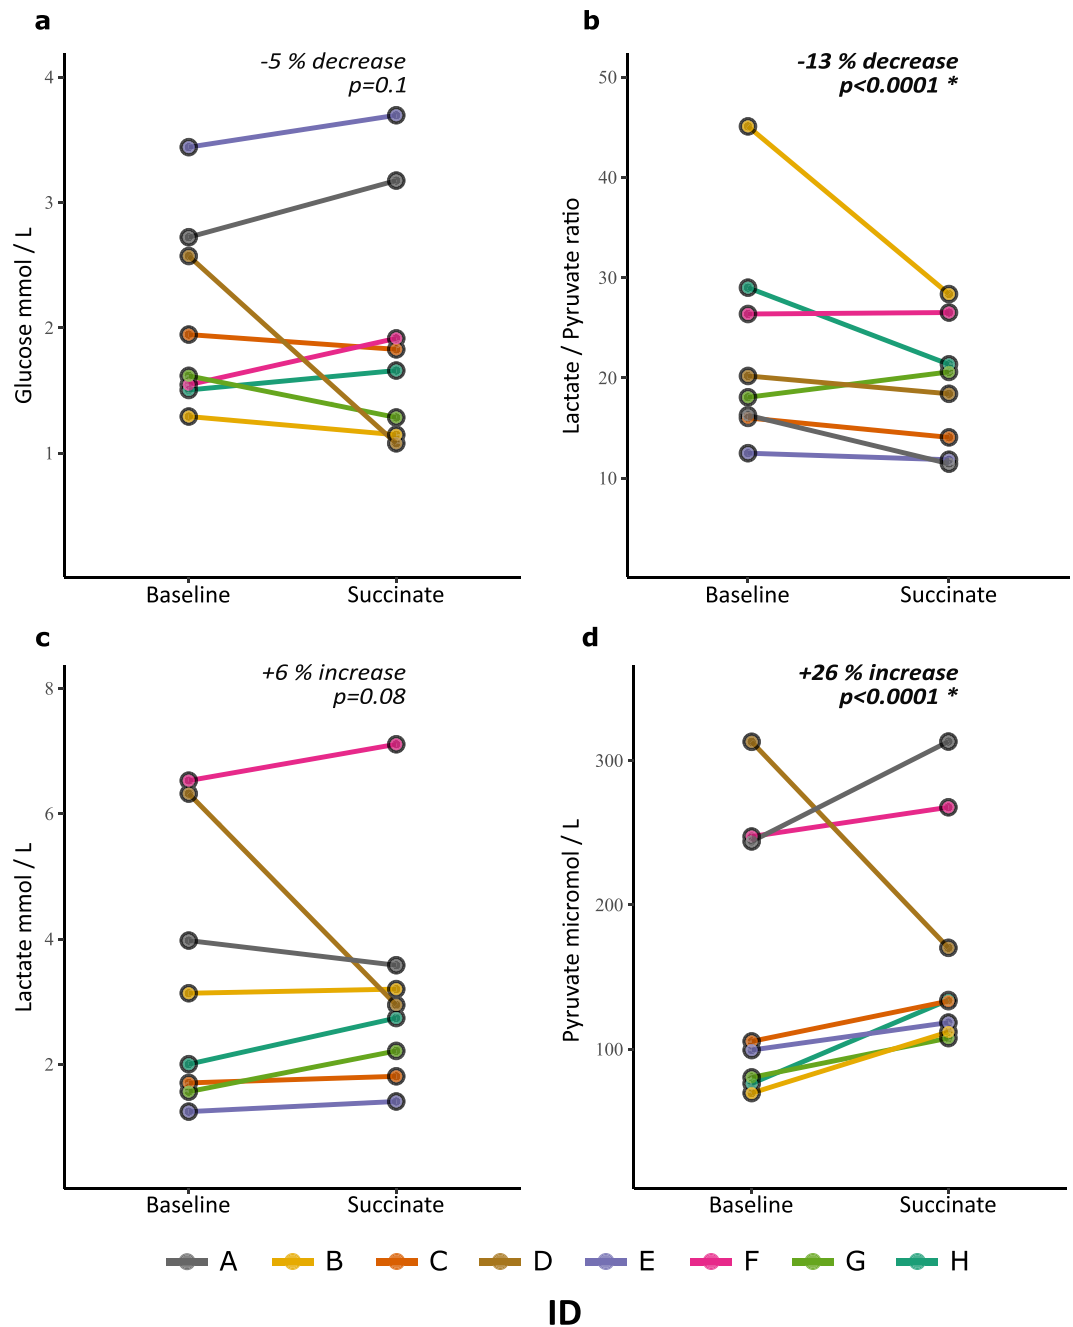 a
-5 % decrease
p=0.1
4
3
2
1
Glucose mmol / L
Baseline Succinate
b
-13 % decrease
p<0.0001 *
50
40
30
20
10
Lactate / Pyruvate ratio
Baseline Succinate
c
+6 % increase
p=0.08
8
6
4
2
Lactate mmol / L
Baseline Succinate
d
+26 % increase
p<0.0001 *
300
200
100
Pyruvate micromol / L
Baseline Succinate
A B C D E F G H
ID